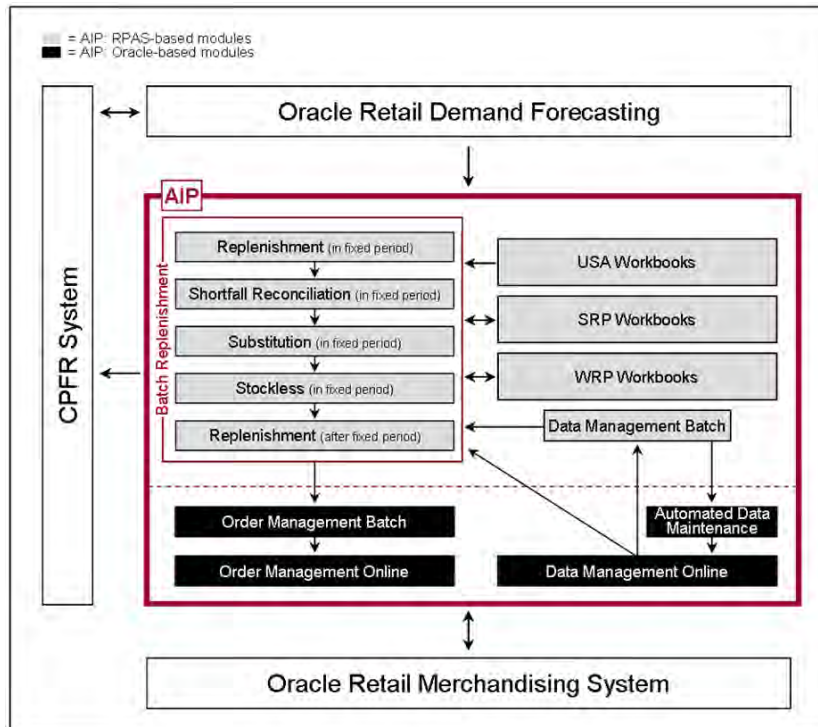 = AIP: RPAS-based modules
= AIP: Oracle-based modules
Oracle Retail Demand Forecasting
CPFR System
AIP
Batch Replenishment
Replenishment (in fixed period)
Shortfall Reconciliation (in fixed period)
Substitution (in fixed period)
Stockless (in fixed period)
Replenishment (after fixed period)
USA Workbooks
SRP Workbooks
WRP Workbooks
Data Management Batch
Order Management Batch
Order Management Online
Automated Data
Maintenance
Data Management Online
Oracle Retail Merchandising System